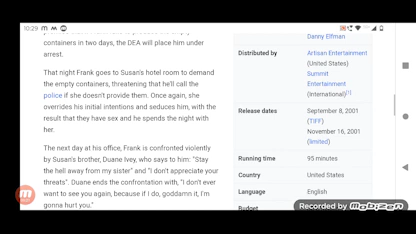 10:29
containers in two days, the DEA will place him under
arrest.
That night Frank goes to Susan's hotel room to demand
the empty containers, threatening that he'll call the
police if she doesn't provide them. Once again, she
overrides his initial intentions and seduces him, with the
result that they have sex and he spends the night with
her.
The next day at his office, Frank is confronted violently
by Susan's brother, Duane Ivey, who says to him: "Stay
the hell away from my sister" and "I don't appreciate your
threats". Duane ends the confrontation with, "I don't ever
want to see you again, because if I do, goddamn it, I'm
gonna hurt you."
Danny Elfman
Distributed by Artisan Entertainment
(United States)
Summit
Entertainment
(International)[1]
Release dates September 8, 2001
(TIFF)
November 16, 2001
(limited)
Running time 95 minutes
Country United States
Language English
Budget
Recorded by Mobizen